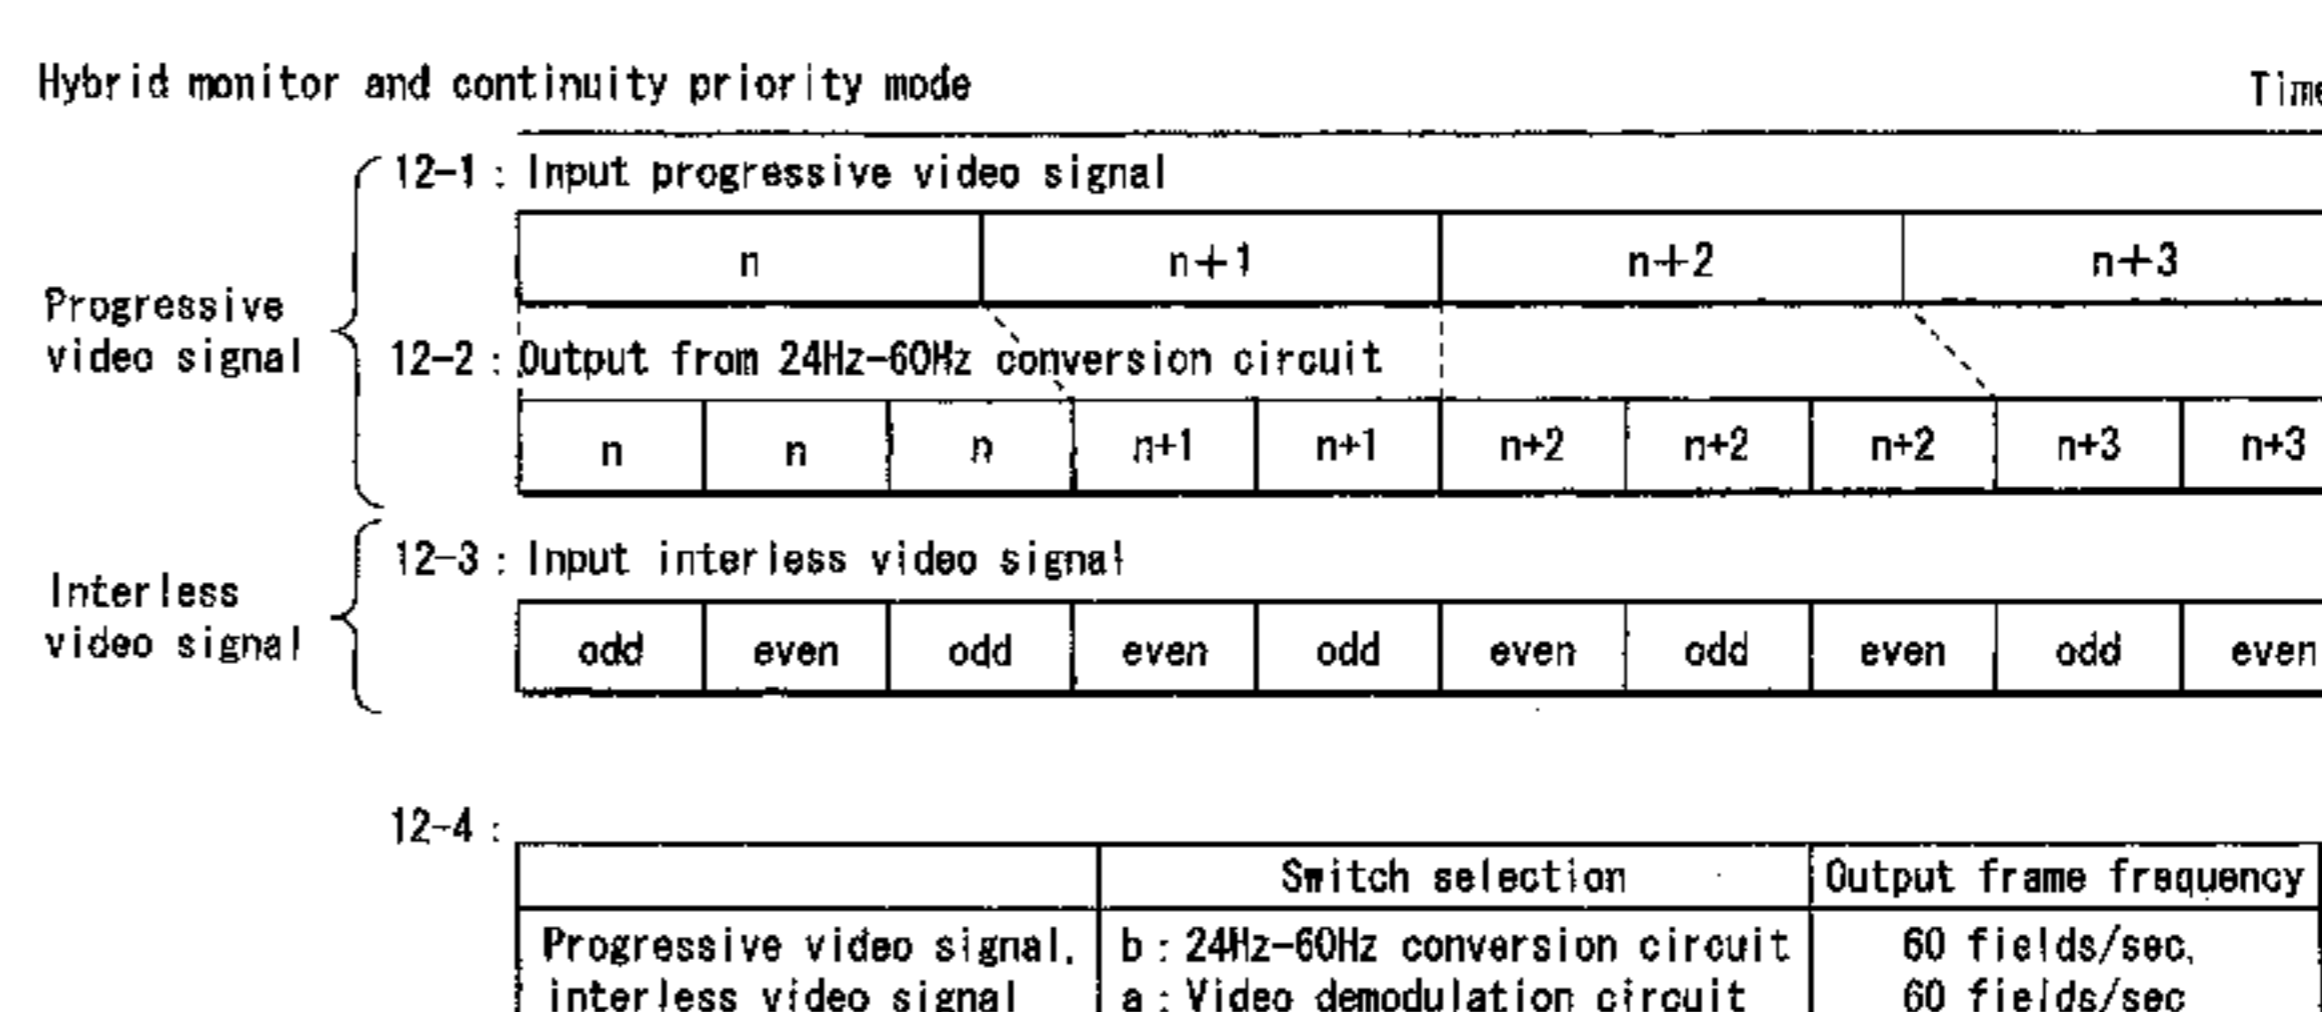 Hybrid monitor and continuity priority mode
Time
12-1 : Input progressive video signal
n n+1 n+2 n+3
Progressive
video signal
12-2 : Output from 24Hz-60Hz conversion circuit
n n n n+1 n+1 n+2 n+2 n+2 n+3 n+3
12-3 : Input interless video signal
Interless
video signal
odd even odd even odd even odd even odd even
12-4 :
Switch selection Output frame frequency
Progressive video signal, b : 24Hz-60Hz conversion circuit 60 fields/sec,
interless video signal a : Video demodulation circuit 60 fields/sec